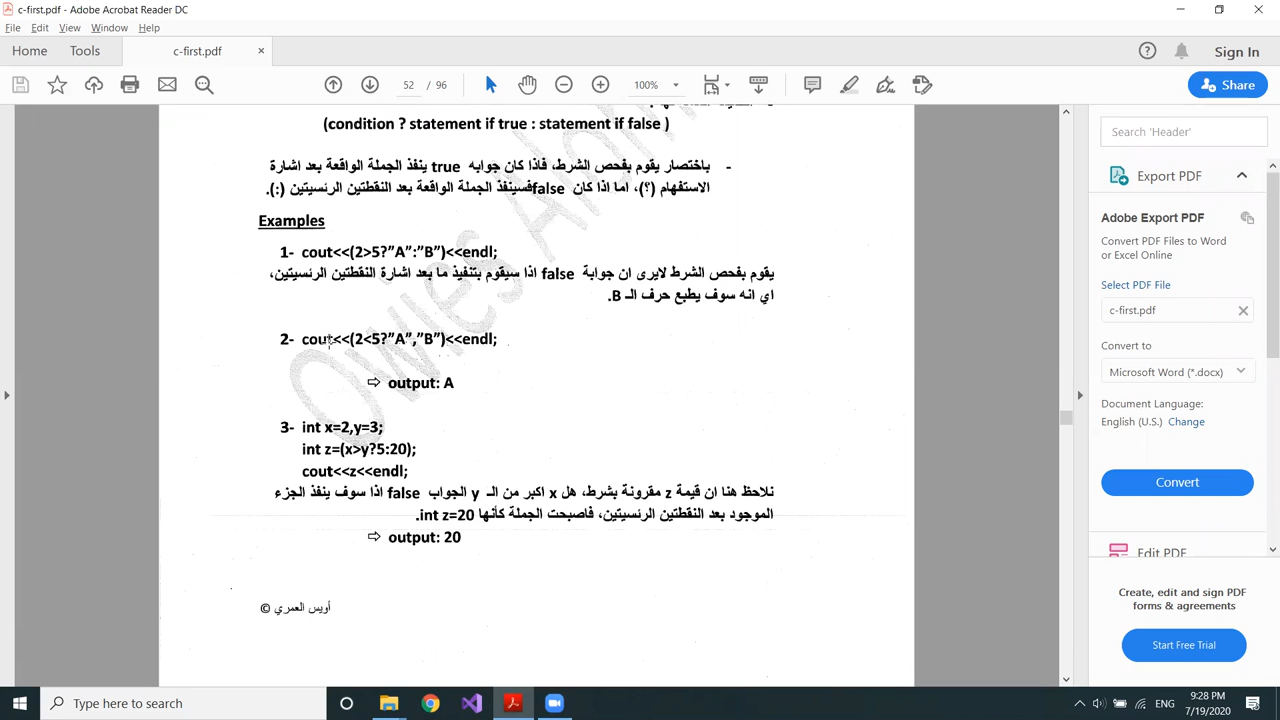 c-first.pdf - Adobe Acrobat Reader DC
File Edit View Window Help
Home Tools c-first.pdf × Sign In
52 / 96 100% Share
(condition ? statement if true : statement if false )
- باختصار يقوم بفحص الشرط، فاذا كان جوابه true ينفذ الجملة الواقعة بعد اشارة
الاستفهام (؟)، اما اذا كان falseفسينفذ الجملة الواقعة بعد النقطتين الرئسيتين (:).
Examples
1- cout<<(2>5?”A”:”B”)<<endl;
يقوم بفحص الشرط لايرى ان جوابة false اذا سيقوم بتنفيذ ما بعد اشارة النقطتين الرئسيتين،
اي انه سوف يطبع حرف الـ B.
2- cout<<(2<5?”A”,”B”)<<endl;
⇨ output: A
3- int x=2,y=3;
int z=(x>y?5:20);
cout<<z<<endl;
نلاحظ هنا ان قيمة z مقرونة بشرط، هل x اكبر من الـ y الجواب false اذا سوف ينفذ الجزء
الموجود بعد النقطتين الرئسيتين، فاصبحت الجملة كأنها int z=20.
⇨ output: 20
أويس العمري ©
Owies Alom
Search 'Header'
Export PDF
Adobe Export PDF
Convert PDF Files to Word
or Excel Online
Select PDF File
c-first.pdf
Convert to
Microsoft Word (*.docx)
Document Language:
English (U.S.) Change
Convert
Edit PDF
Create, edit and sign PDF
forms & agreements
Start Free Trial
Type here to search
ENG
9:28 PM
7/19/2020